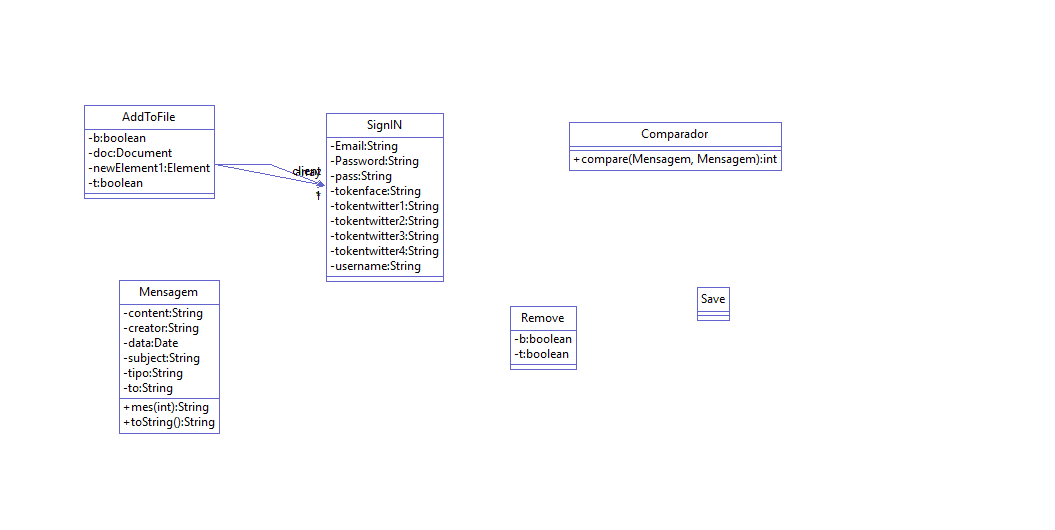 AddToFile
-b:boolean
-doc:Document
-newElement1:Element
-t:boolean
client
array
*
1
SignIN
-Email:String
-Password:String
-pass:String
-tokenface:String
-tokentwitter1:String
-tokentwitter2:String
-tokentwitter3:String
-tokentwitter4:String
-username:String
Comparador
+compare(Mensagem, Mensagem):int
Mensagem
-content:String
-creator:String
-data:Date
-subject:String
-tipo:String
-to:String
+mes(int):String
+toString():String
Remove
-b:boolean
-t:boolean
Save